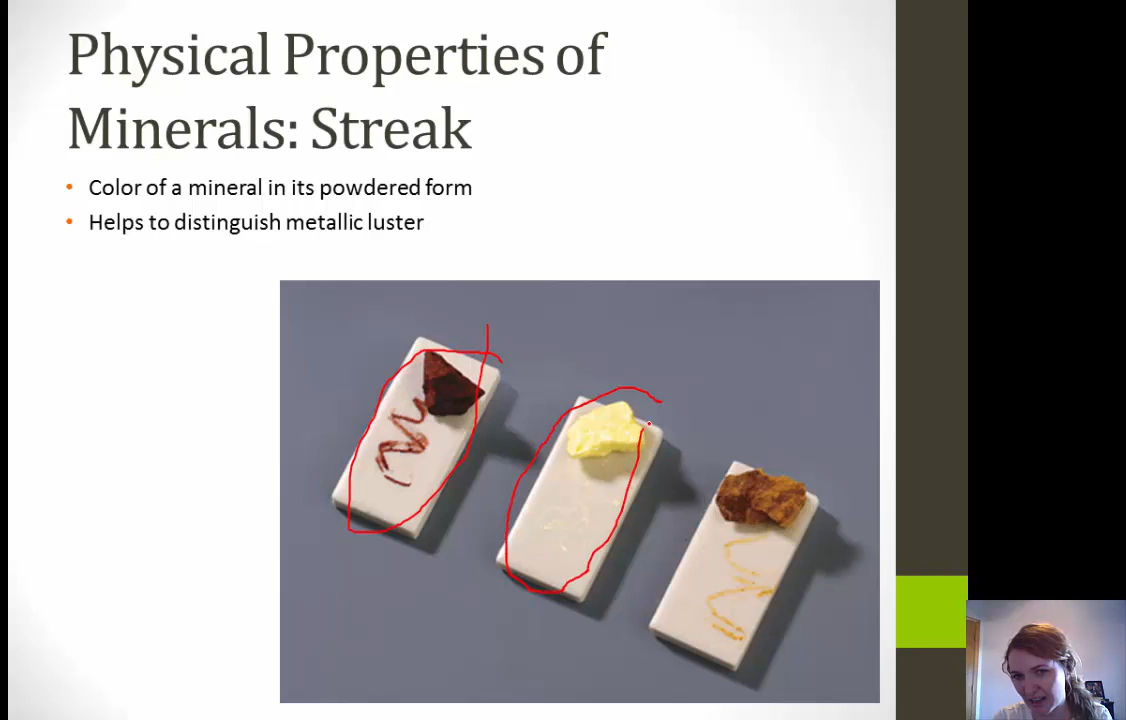 Physical Properties of
Minerals: Streak
• Color of a mineral in its powdered form
• Helps to distinguish metallic luster